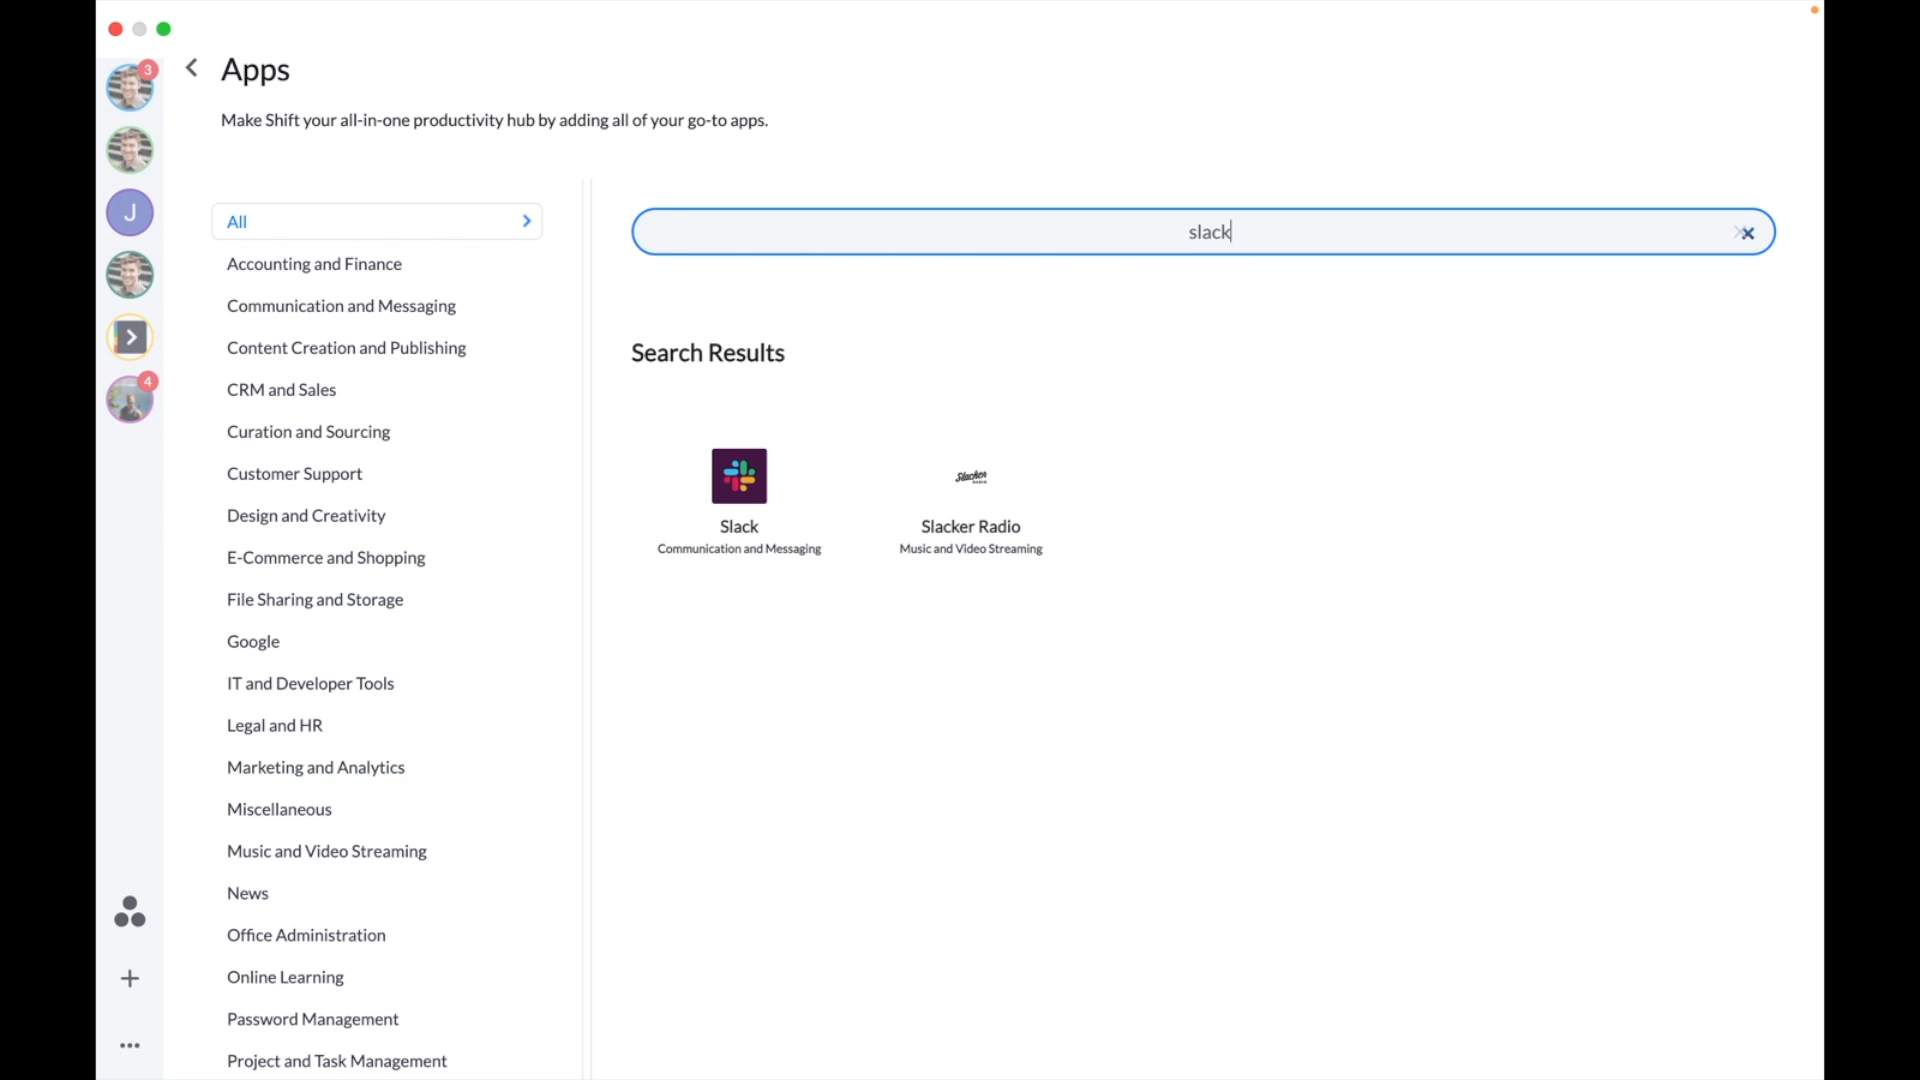 3
Apps
Make Shift your all-in-one productivity hub by adding all of your go-to apps.
J
4
All
Accounting and Finance
Communication and Messaging
Content Creation and Publishing
CRM and Sales
Curation and Sourcing
Customer Support
Design and Creativity
E-Commerce and Shopping
File Sharing and Storage
Google
IT and Developer Tools
Legal and HR
Marketing and Analytics
Miscellaneous
Music and Video Streaming
News
Office Administration
Online Learning
Password Management
Project and Task Management
slack
Search Results
Slack
Communication and Messaging
Slacker
RADIO
Slacker Radio
Music and Video Streaming